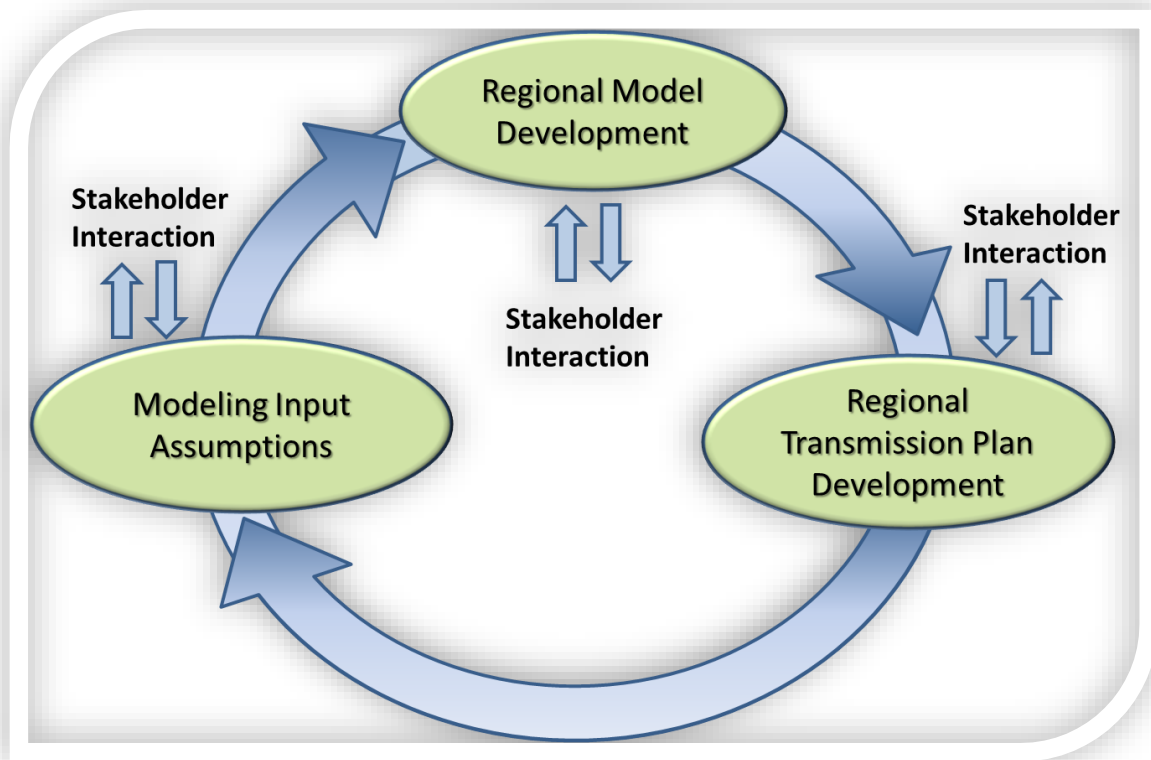 Regional Model
Development
Stakeholder
Interaction
Stakeholder
Interaction
Stakeholder
Interaction
Modeling Input
Assumptions
Regional
Transmission Plan
Development